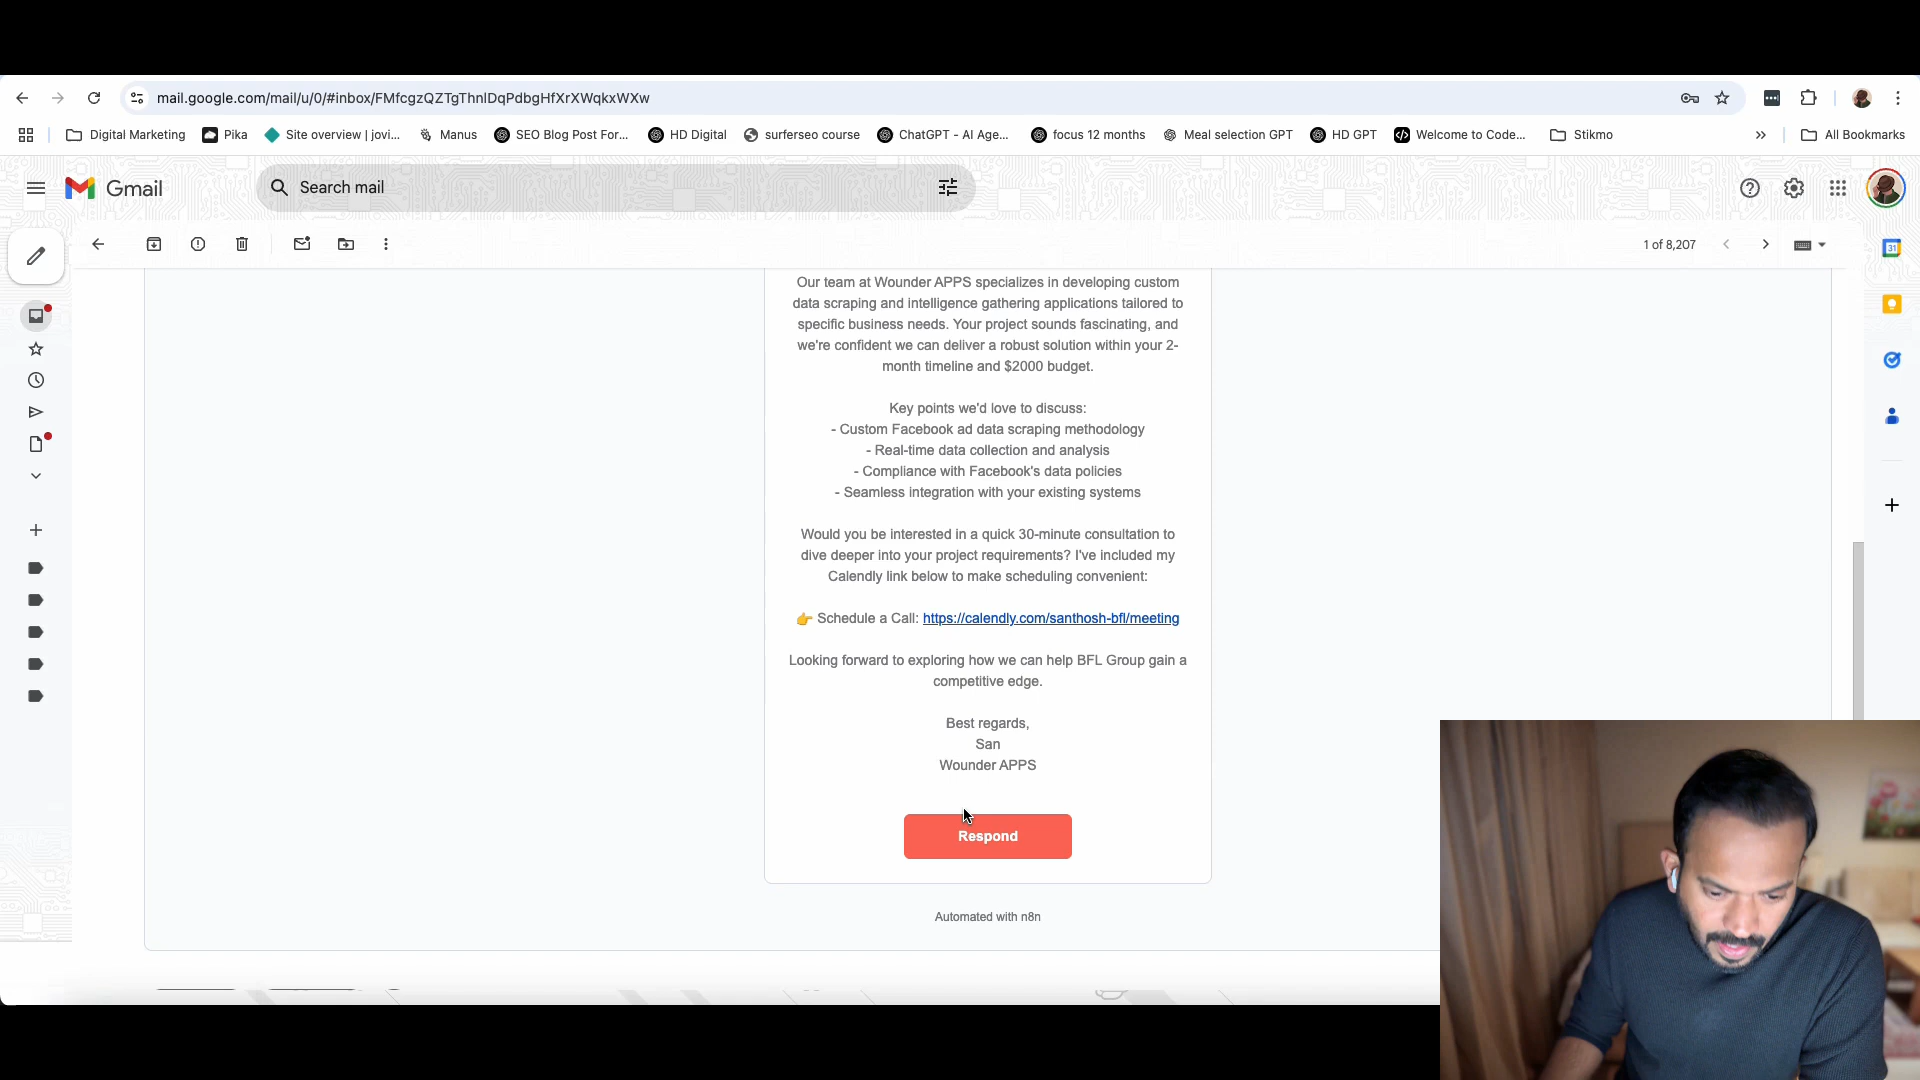 mail.google.com/mail/u/0/#inbox/FMfcgzQZTgThnlDqPdbgHfXrXWqkxWXw
Digital Marketing Pika Site overview | jovi... Manus SEO Blog Post For... HD Digital surferseo course ChatGPT - AI Age... focus 12 months Meal selection GPT HD GPT Welcome to Code... Stikmo » All Bookmarks
Gmail Search mail
1 of 8,207
31
Our team at Wounder APPS specializes in developing custom
data scraping and intelligence gathering applications tailored to
specific business needs. Your project sounds fascinating, and
we're confident we can deliver a robust solution within your 2-
month timeline and $2000 budget.
Key points we'd love to discuss:
- Custom Facebook ad data scraping methodology
- Real-time data collection and analysis
- Compliance with Facebook's data policies
- Seamless integration with your existing systems
Would you be interested in a quick 30-minute consultation to
dive deeper into your project requirements? I've included my
Calendly link below to make scheduling convenient:
👉 Schedule a Call: https://calendly.com/santhosh-bfl/meeting
Looking forward to exploring how we can help BFL Group gain a
competitive edge.
Best regards,
San
Wounder APPS
Respond
Automated with n8n